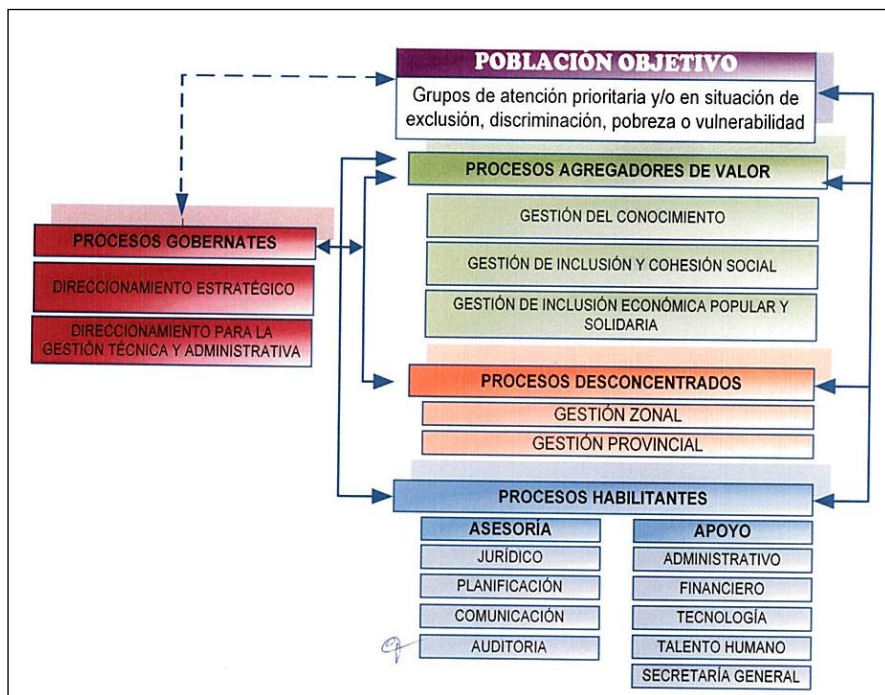 POBLACIÓN OBJETIVO
Grupos de atención prioritaria y/o en situación de
exclusión, discriminación, pobreza o vulnerabilidad
PROCESOS AGREGADORES DE VALOR
GESTIÓN DEL CONOCIMIENTO
GESTIÓN DE INCLUSIÓN Y COHESIÓN SOCIAL
GESTIÓN DE INCLUSIÓN ECONÓMICA POPULAR Y
SOLIDARIA
PROCESOS GOBERNATES
DIRECCIONAMIENTO ESTRATÉGICO
DIRECCIONAMIENTO PARA LA
GESTIÓN TÉCNICA Y ADMINISTRATIVA
PROCESOS DESCONCENTRADOS
GESTIÓN ZONAL
GESTIÓN PROVINCIAL
PROCESOS HABILITANTES
ASESORÍA
JURÍDICO
PLANIFICACIÓN
COMUNICACIÓN
AUDITORIA
APOYO
ADMINISTRATIVO
FINANCIERO
TECNOLOGÍA
TALENTO HUMANO
SECRETARÍA GENERAL